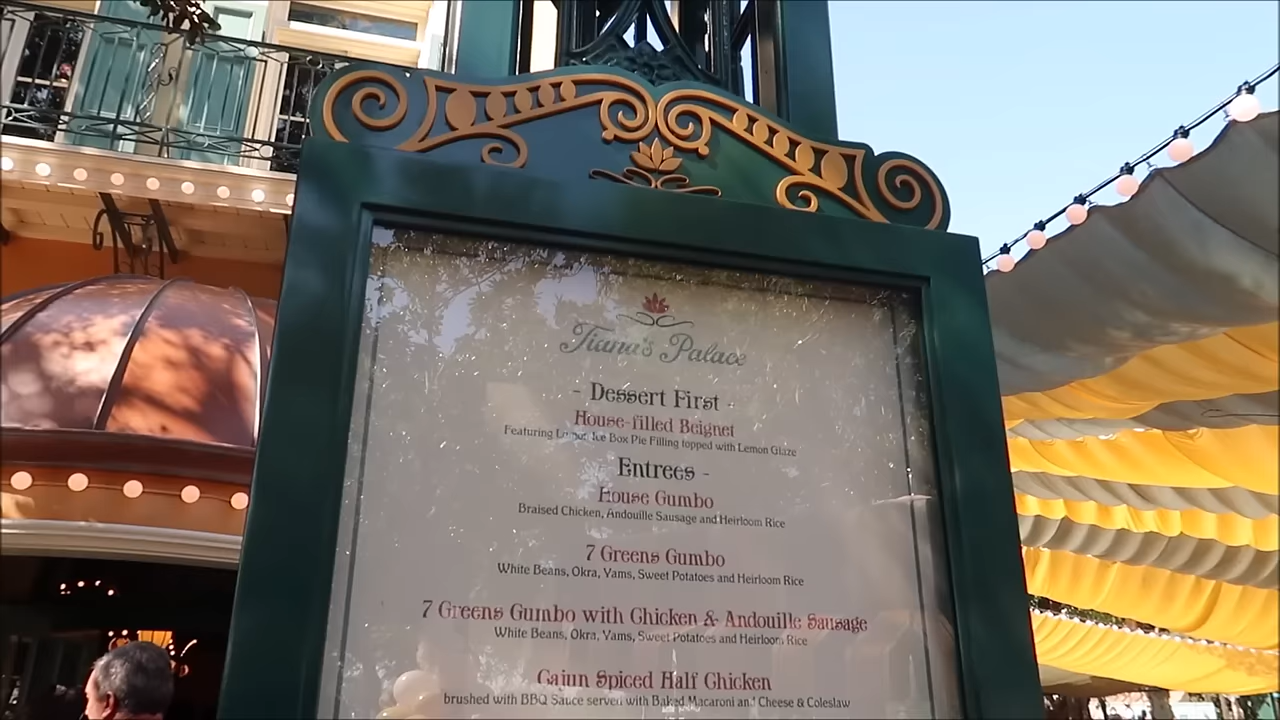 Tiana's Palace
- Dessert First -
House-filled Beignet
Featuring Lemon Ice Box Pie Filling topped with Lemon Glaze
Entrees -
House Gumbo
Braised Chicken, Andouille Sausage and Heirloom Rice
7 Greens Gumbo
White Beans, Okra, Yams, Sweet Potatoes and Heirloom Rice
7 Greens Gumbo with Chicken & Andouille Sausage
White Beans, Okra, Yams, Sweet Potatoes and Heirloom Rice
Cajun Spiced Half Chicken
brushed with BBQ Sauce served with Baked Macaroni and Cheese & Coleslaw